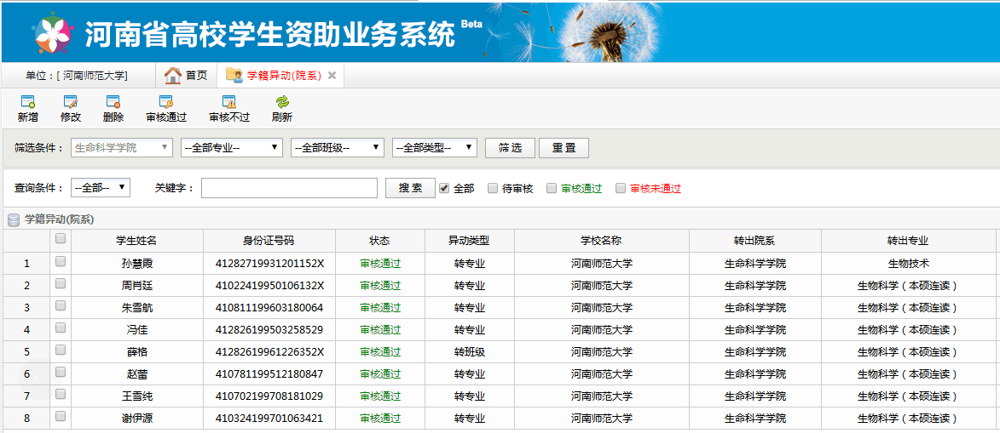 河南省高校学生资助业务系统 Beta
单位：[ 河南师范大学] 首页 学籍异动(院系)
新增 修改 删除 审核通过 审核不过 刷新
筛选条件： 生命科学学院 --全部专业-- --全部班级-- --全部类型-- 筛 选 重 置
查询条件： --全部-- 关键字： 搜 索 全部 待审核 审核通过 审核未通过
学籍异动(院系)
学生姓名 身份证号码 状态 异动类型 学校名称 转出院系 转出专业
1 孙慧霞 41282719931201152X 审核通过 转专业 河南师范大学 生命科学学院 生物技术
2 周肖廷 41022419950106132X 审核通过 转专业 河南师范大学 生命科学学院 生物科学（本硕连读）
3 朱雪航 410811199603180064 审核通过 转专业 河南师范大学 生命科学学院 生物科学（本硕连读）
4 冯佳 412826199503258529 审核通过 转专业 河南师范大学 生命科学学院 生物科学（本硕连读）
5 薛格 41282619961226352X 审核通过 转班级 河南师范大学 生命科学学院 生物科学（本硕连读）
6 赵蕾 410781199512180847 审核通过 转专业 河南师范大学 生命科学学院 生物科学（本硕连读）
7 王雪纯 410702199708181029 审核通过 转专业 河南师范大学 生命科学学院 生物科学（本硕连读）
8 谢伊源 410324199701063421 审核通过 转专业 河南师范大学 生命科学学院 生物科学（本硕连读）